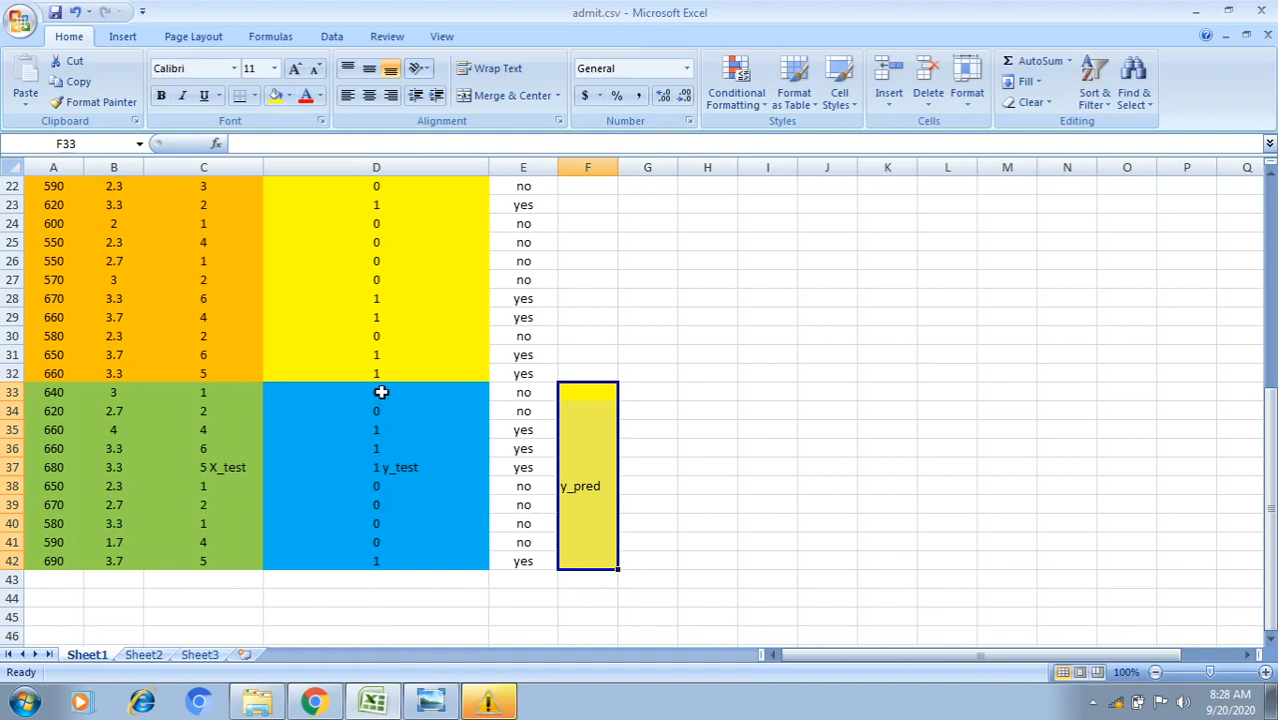 admit.csv - Microsoft Excel
Home Insert Page Layout Formulas Data Review View
Cut
Copy
Paste
Format Painter
Clipboard
Calibri 11
B I U
Font
Wrap Text
Merge & Center
Alignment
General
$ % ,
Number
Conditional Formatting
Format as Table
Cell Styles
Styles
Insert Delete Format
Cells
AutoSum
Fill
Clear
Sort & Filter
Find & Select
Editing
F33 fx
A B C D E F G H I J K L M N O P Q
22 590 2.3 3 0 no
23 620 3.3 2 1 yes
24 600 2 1 0 no
25 550 2.3 4 0 no
26 550 2.7 1 0 no
27 570 3 2 0 no
28 670 3.3 6 1 yes
29 660 3.7 4 1 yes
30 580 2.3 2 0 no
31 650 3.7 6 1 yes
32 660 3.3 5 1 yes
33 640 3 1 no
34 620 2.7 2 0 no
35 660 4 4 1 yes
36 660 3.3 6 1 yes
37 680 3.3 5 X_test 1 y_test yes
38 650 2.3 1 0 no y_pred
39 670 2.7 2 0 no
40 580 3.3 1 0 no
41 590 1.7 4 0 no
42 690 3.7 5 1 yes
43
44
45
46
Sheet1 Sheet2 Sheet3
Ready 100%
8:28 AM
9/20/2020